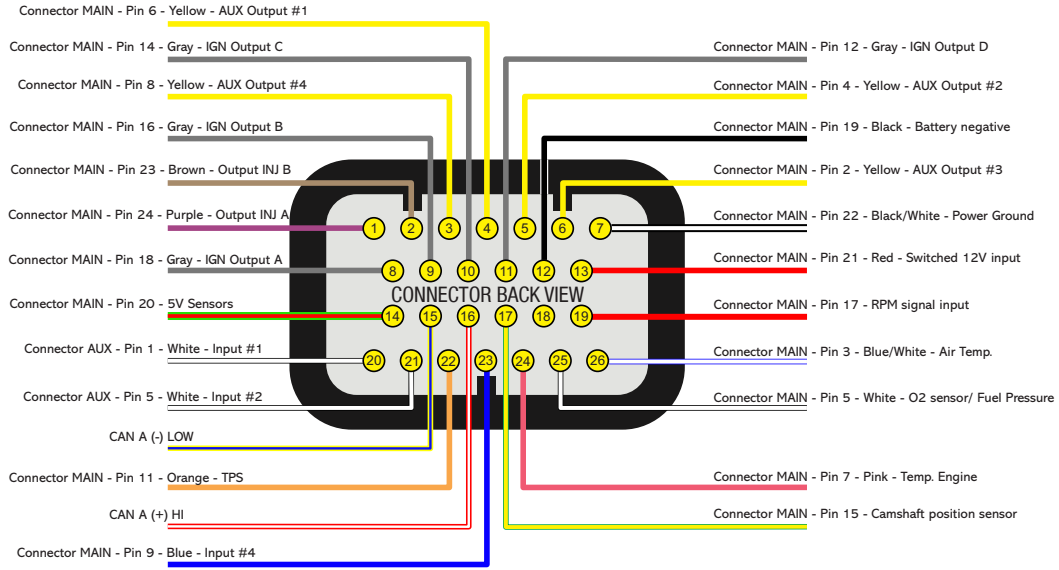 Connector MAIN - Pin 6 - Yellow - AUX Output #1
Connector MAIN - Pin 14 - Gray - IGN Output C
Connector MAIN - Pin 8 - Yellow - AUX Output #4
Connector MAIN - Pin 16 - Gray - IGN Output B
Connector MAIN - Pin 23 - Brown - Output INJ B
Connector MAIN - Pin 24 - Purple - Output INJ A
Connector MAIN - Pin 18 - Gray - IGN Output A
Connector MAIN - Pin 20 - 5V Sensors
Connector AUX - Pin 1 - White - Input #1
Connector AUX - Pin 5 - White - Input #2
CAN A (-) LOW
Connector MAIN - Pin 11 - Orange - TPS
CAN A (+) HI
Connector MAIN - Pin 9 - Blue - Input #4
1 2 3 4 5 6 7
8 9 10 11 12 13
CONNECTOR BACK VIEW
14 15 16 17 18 19
20 21 22 23 24 25 26
Connector MAIN - Pin 12 - Gray - IGN Output D
Connector MAIN - Pin 4 - Yellow - AUX Output #2
Connector MAIN - Pin 19 - Black - Battery negative
Connector MAIN - Pin 2 - Yellow - AUX Output #3
Connector MAIN - Pin 22 - Black/White - Power Ground
Connector MAIN - Pin 21 - Red - Switched 12V input
Connector MAIN - Pin 17 - RPM signal input
Connector MAIN - Pin 3 - Blue/White - Air Temp.
Connector MAIN - Pin 5 - White - O2 sensor/ Fuel Pressure
Connector MAIN - Pin 7 - Pink - Temp. Engine
Connector MAIN - Pin 15 - Camshaft position sensor